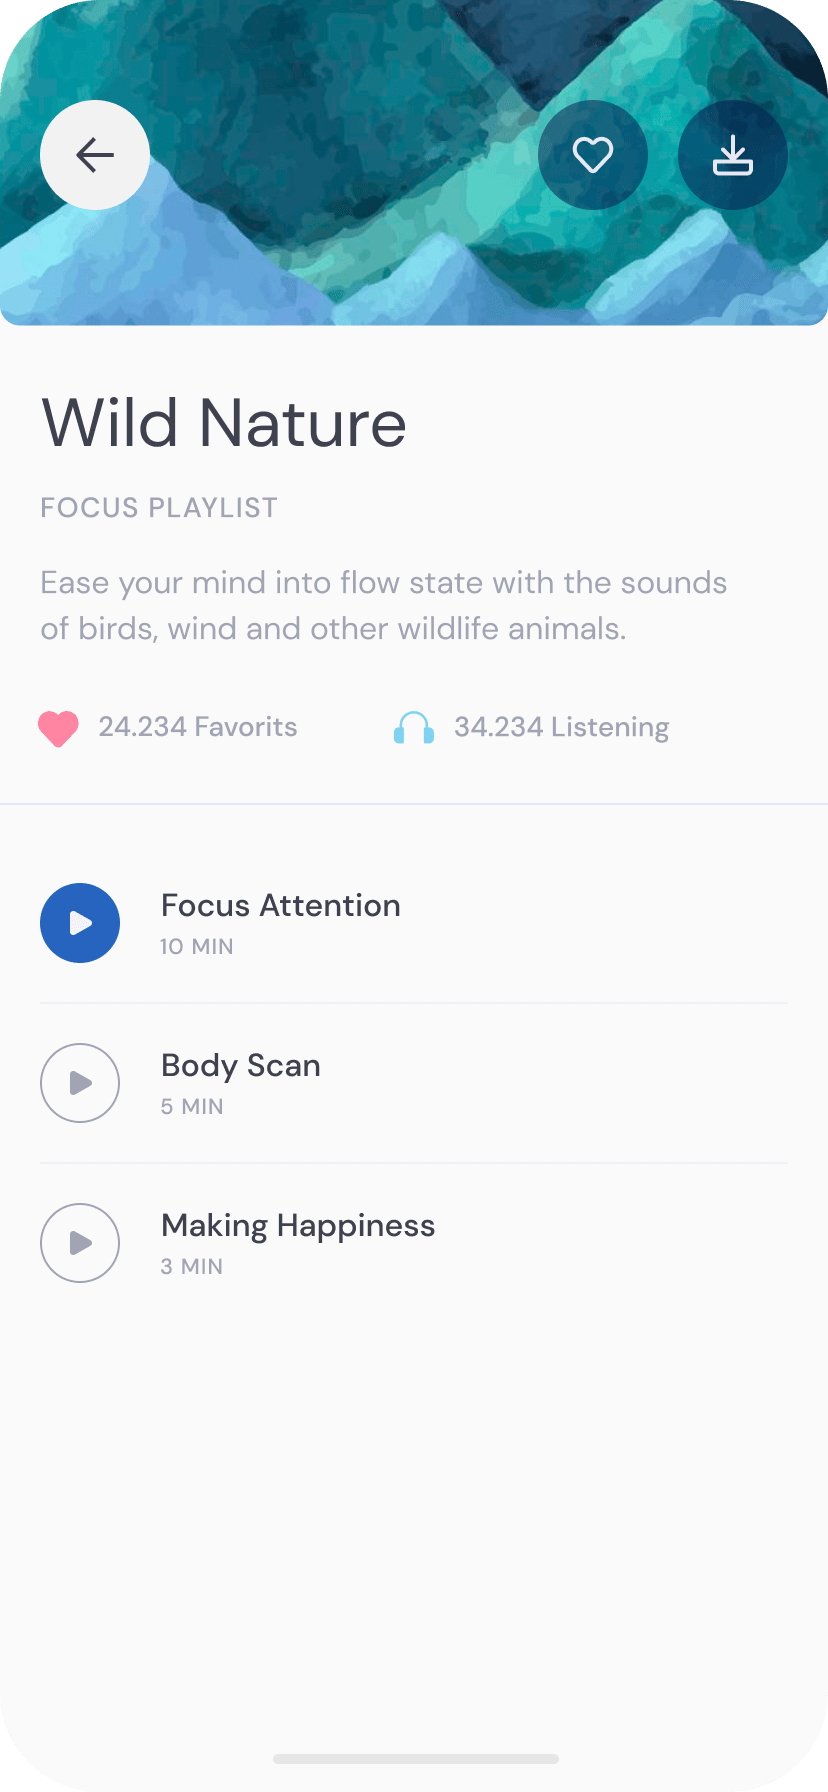 Wild Nature
FOCUS PLAYLIST
Ease your mind into flow state with the sounds
of birds, wind and other wildlife animals.
24.234 Favorits
34.234 Listening
Focus Attention
10 MIN
Body Scan
5 MIN
Making Happiness
3 MIN